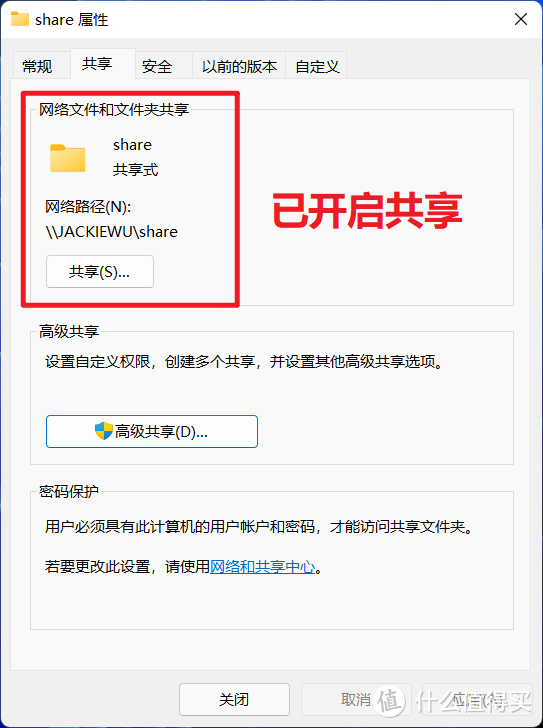 share 属性
常规 共享 安全 以前的版本 自定义
网络文件和文件夹共享
share
共享式
网络路径(N):
\\JACKIEWU\share
共享(S)...
已开启共享
高级共享
设置自定义权限，创建多个共享，并设置其他高级共享选项。
高级共享(D)...
密码保护
用户必须具有此计算机的用户帐户和密码，才能访问共享文件夹。
若要更改此设置，请使用网络和共享中心。
关闭 取消 应用(A)
值 什么值得买